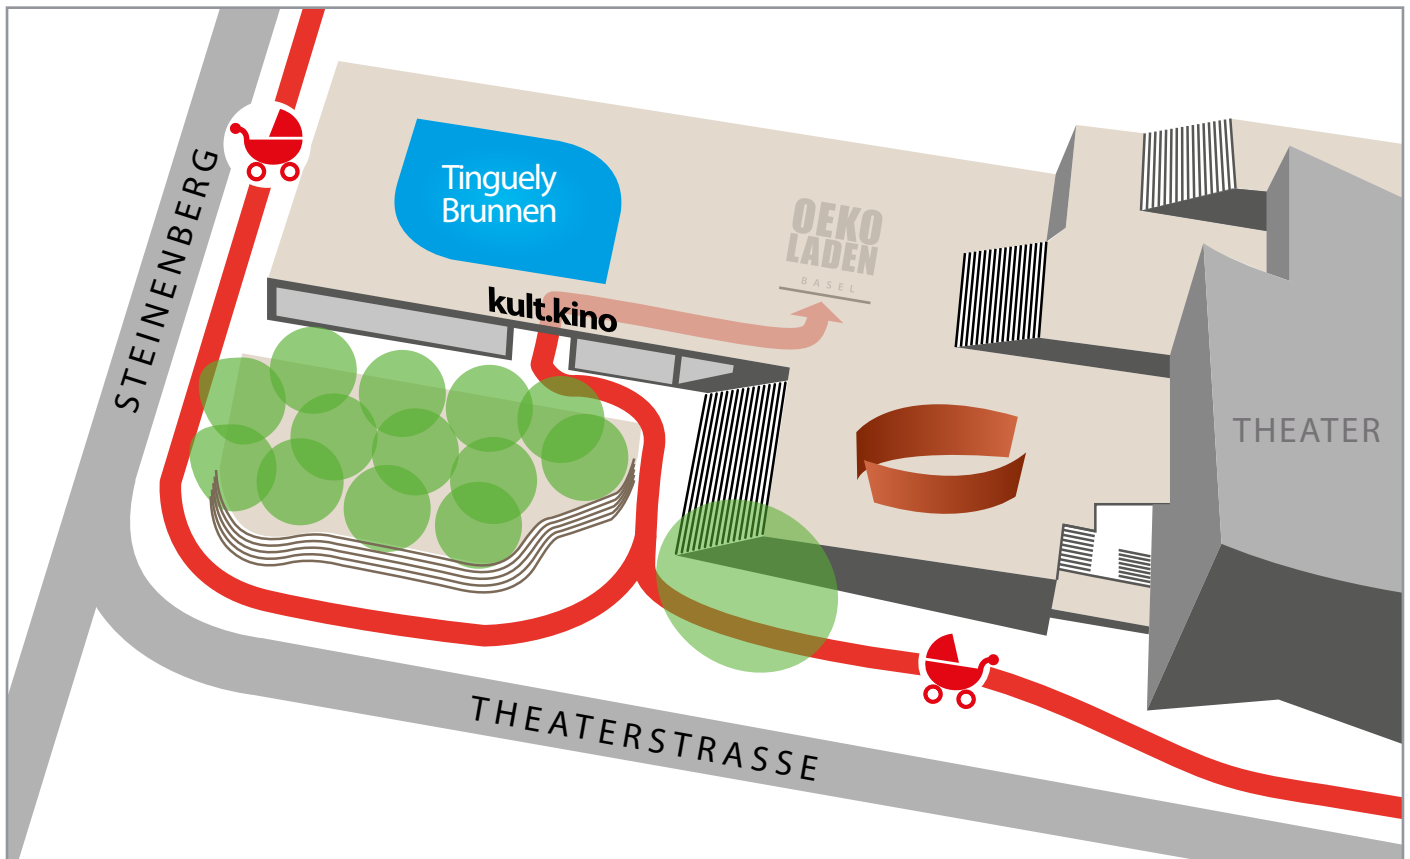 STEINENBERG
Tinguely
Brunnen
OEKO
LADEN
BASEL
kult.kino
THEATER
THEATERSTRASSE